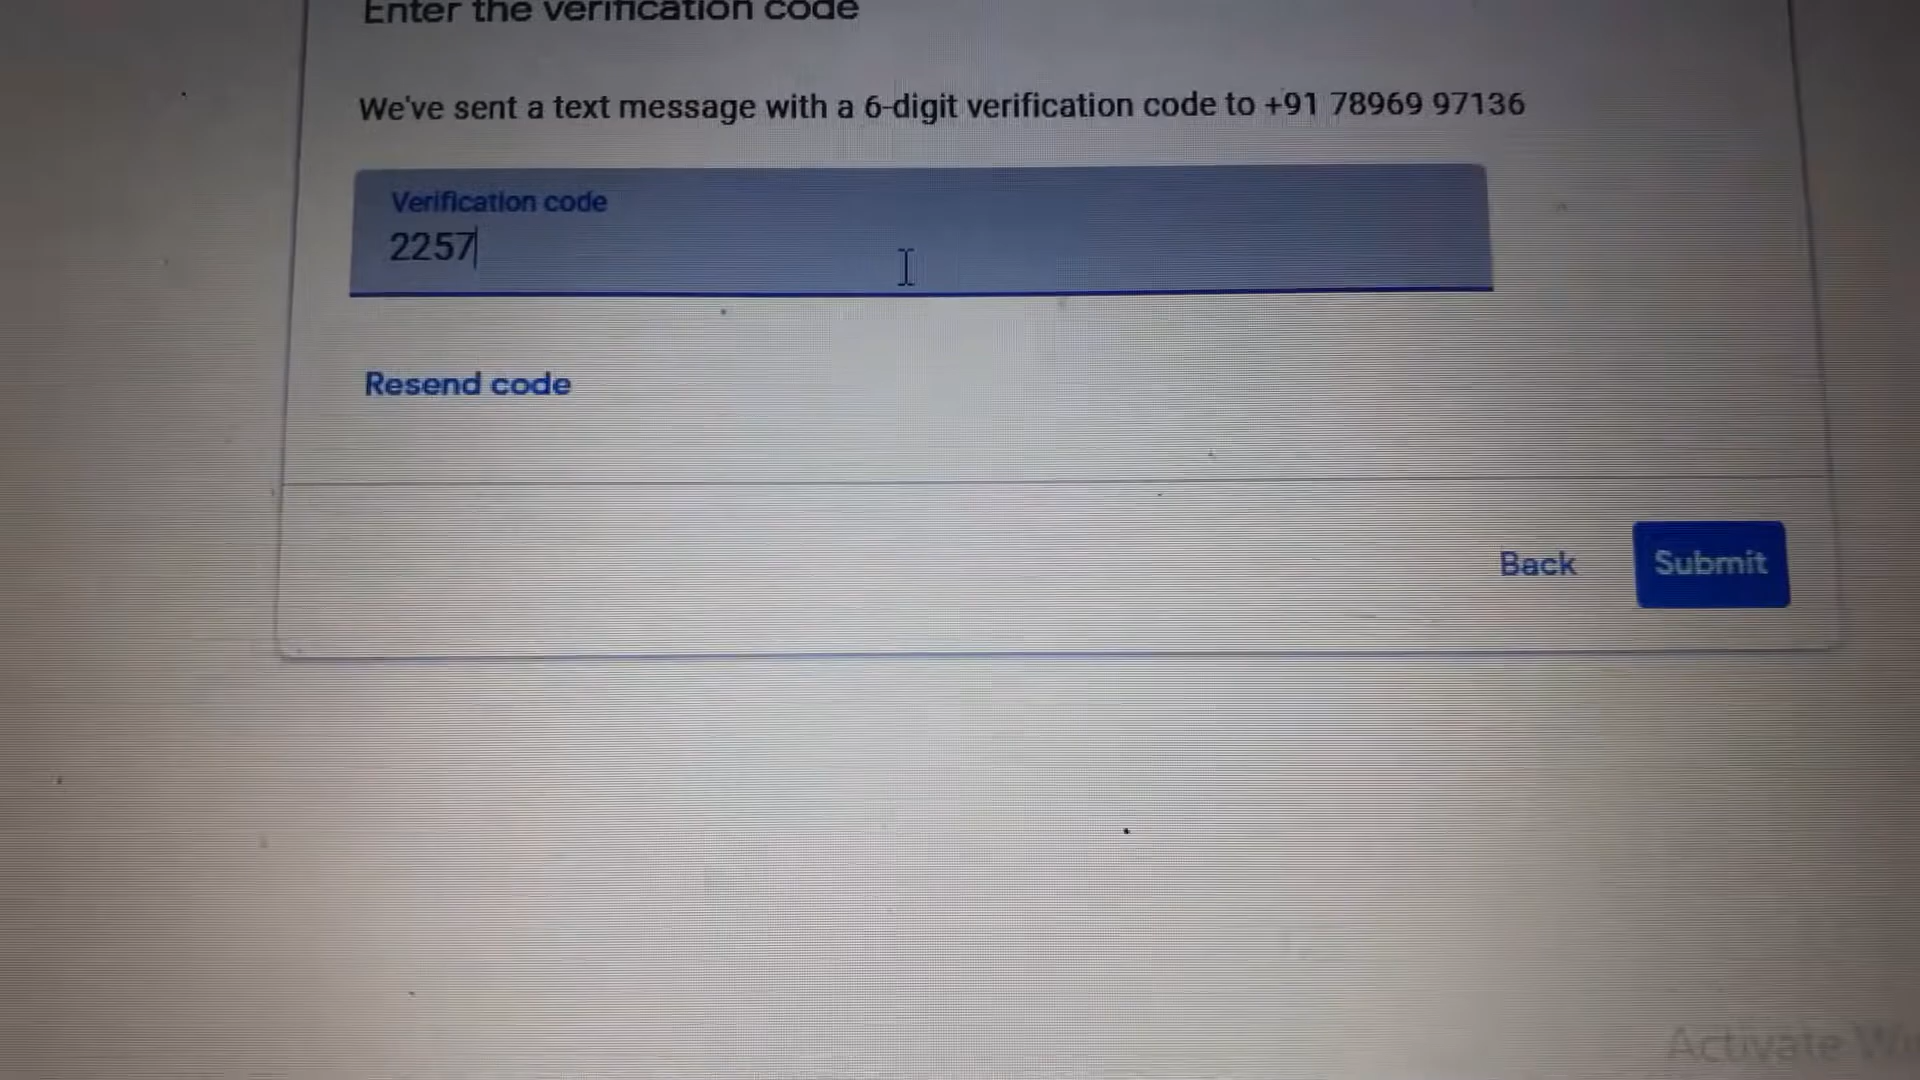 Enter the verification code
We've sent a text message with a 6-digit verification code to +91 78969 97136
Verification code
2257
Resend code
Back
Submit
Activate